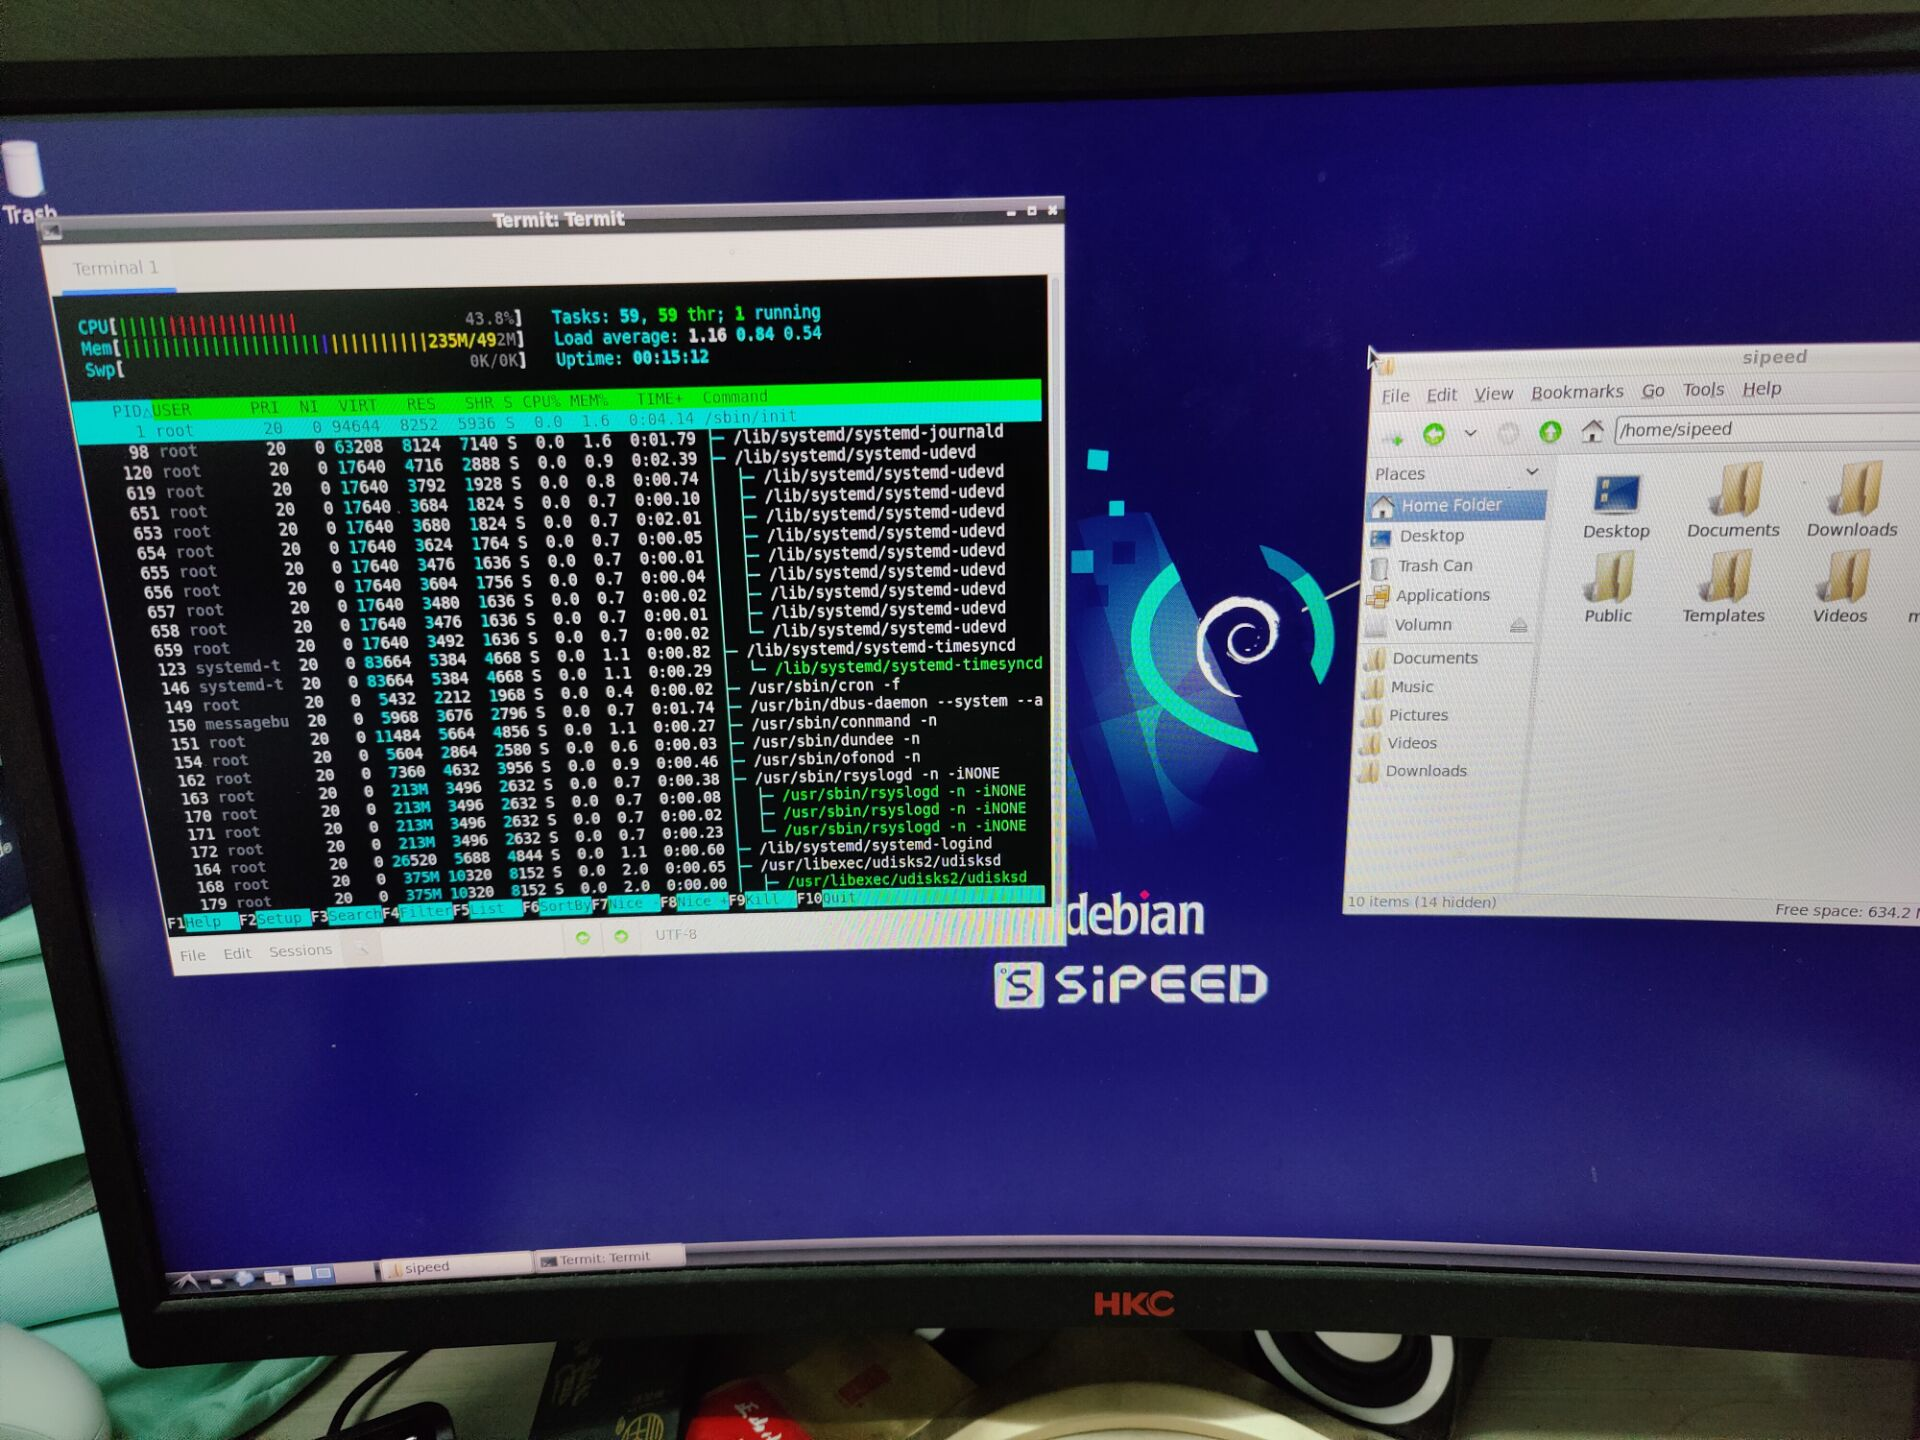 Trash
Termit: Termit
Terminal 1
CPU[ 43.8%]
Mem[ 235M/492M]
Swp[ 0K/0K]
Tasks: 59, 59 thr; 1 running
Load average: 1.16 0.84 0.54
Uptime: 00:15:12
PID△USER PRI NI VIRT RES SHR S CPU% MEM% TIME+ Command
1 root 20 0 94644 8252 5936 S 0.0 1.6 0:04.14 /sbin/init
98 root 20 0 63208 8124 7140 S 0.0 1.6 0:01.79 /lib/systemd/systemd-journald
120 root 20 0 17640 4716 2888 S 0.0 0.9 0:02.39 /lib/systemd/systemd-udevd
619 root 20 0 17640 3792 1928 S 0.0 0.8 0:00.74 /lib/systemd/systemd-udevd
651 root 20 0 17640 3684 1824 S 0.0 0.7 0:00.10 /lib/systemd/systemd-udevd
653 root 20 0 17640 3680 1824 S 0.0 0.7 0:02.01 /lib/systemd/systemd-udevd
654 root 20 0 17640 3624 1764 S 0.0 0.7 0:00.05 /lib/systemd/systemd-udevd
655 root 20 0 17640 3476 1636 S 0.0 0.7 0:00.01 /lib/systemd/systemd-udevd
656 root 20 0 17640 3604 1756 S 0.0 0.7 0:00.04 /lib/systemd/systemd-udevd
657 root 20 0 17640 3480 1636 S 0.0 0.7 0:00.02 /lib/systemd/systemd-udevd
658 root 20 0 17640 3476 1636 S 0.0 0.7 0:00.01 /lib/systemd/systemd-udevd
659 root 20 0 17640 3492 1636 S 0.0 0.7 0:00.02 /lib/systemd/systemd-udevd
123 systemd-t 20 0 83664 5384 4668 S 0.0 1.1 0:00.82 /lib/systemd/systemd-timesyncd
146 systemd-t 20 0 83664 5384 4668 S 0.0 1.1 0:00.29 /lib/systemd/systemd-timesyncd
149 root 20 0 5432 2212 1968 S 0.0 0.4 0:00.02 /usr/sbin/cron -f
150 messagebu 20 0 5968 3676 2796 S 0.0 0.7 0:01.74 /usr/bin/dbus-daemon --system --a
151 root 20 0 11484 5664 4856 S 0.0 1.1 0:00.27 /usr/sbin/connmand -n
154 root 20 0 5604 2864 2580 S 0.0 0.6 0:00.03 /usr/sbin/dundee -n
162 root 20 0 7360 4632 3956 S 0.0 0.9 0:00.46 /usr/sbin/ofonod -n
163 root 20 0 213M 3496 2632 S 0.0 0.7 0:00.38 /usr/sbin/rsyslogd -n -iNONE
170 root 20 0 213M 3496 2632 S 0.0 0.7 0:00.08 /usr/sbin/rsyslogd -n -iNONE
171 root 20 0 213M 3496 2632 S 0.0 0.7 0:00.02 /usr/sbin/rsyslogd -n -iNONE
172 root 20 0 213M 3496 2632 S 0.0 0.7 0:00.23 /usr/sbin/rsyslogd -n -iNONE
164 root 20 0 26520 5688 4844 S 0.0 1.1 0:00.60 /lib/systemd/systemd-logind
168 root 20 0 375M 10320 8152 S 0.0 2.0 0:00.65 /usr/libexec/udisks2/udisksd
179 root 20 0 375M 10320 8152 S 0.0 2.0 0:00.00 /usr/libexec/udisks2/udisksd
F1Help F2Setup F3Search F4Filter F5List F6SortBy F7Nice - F8Nice + F9Kill F10Quit
File Edit Sessions UTF-8
debian
SiPEED
sipeed
File Edit View Bookmarks Go Tools Help
/home/sipeed
Places
Home Folder
Desktop
Trash Can
Applications
Volumn
Documents
Music
Pictures
Videos
Downloads
Desktop Documents Downloads
Public Templates Videos
10 items (14 hidden)
Free space: 634.2
sipeed
Termit: Termit
HKC